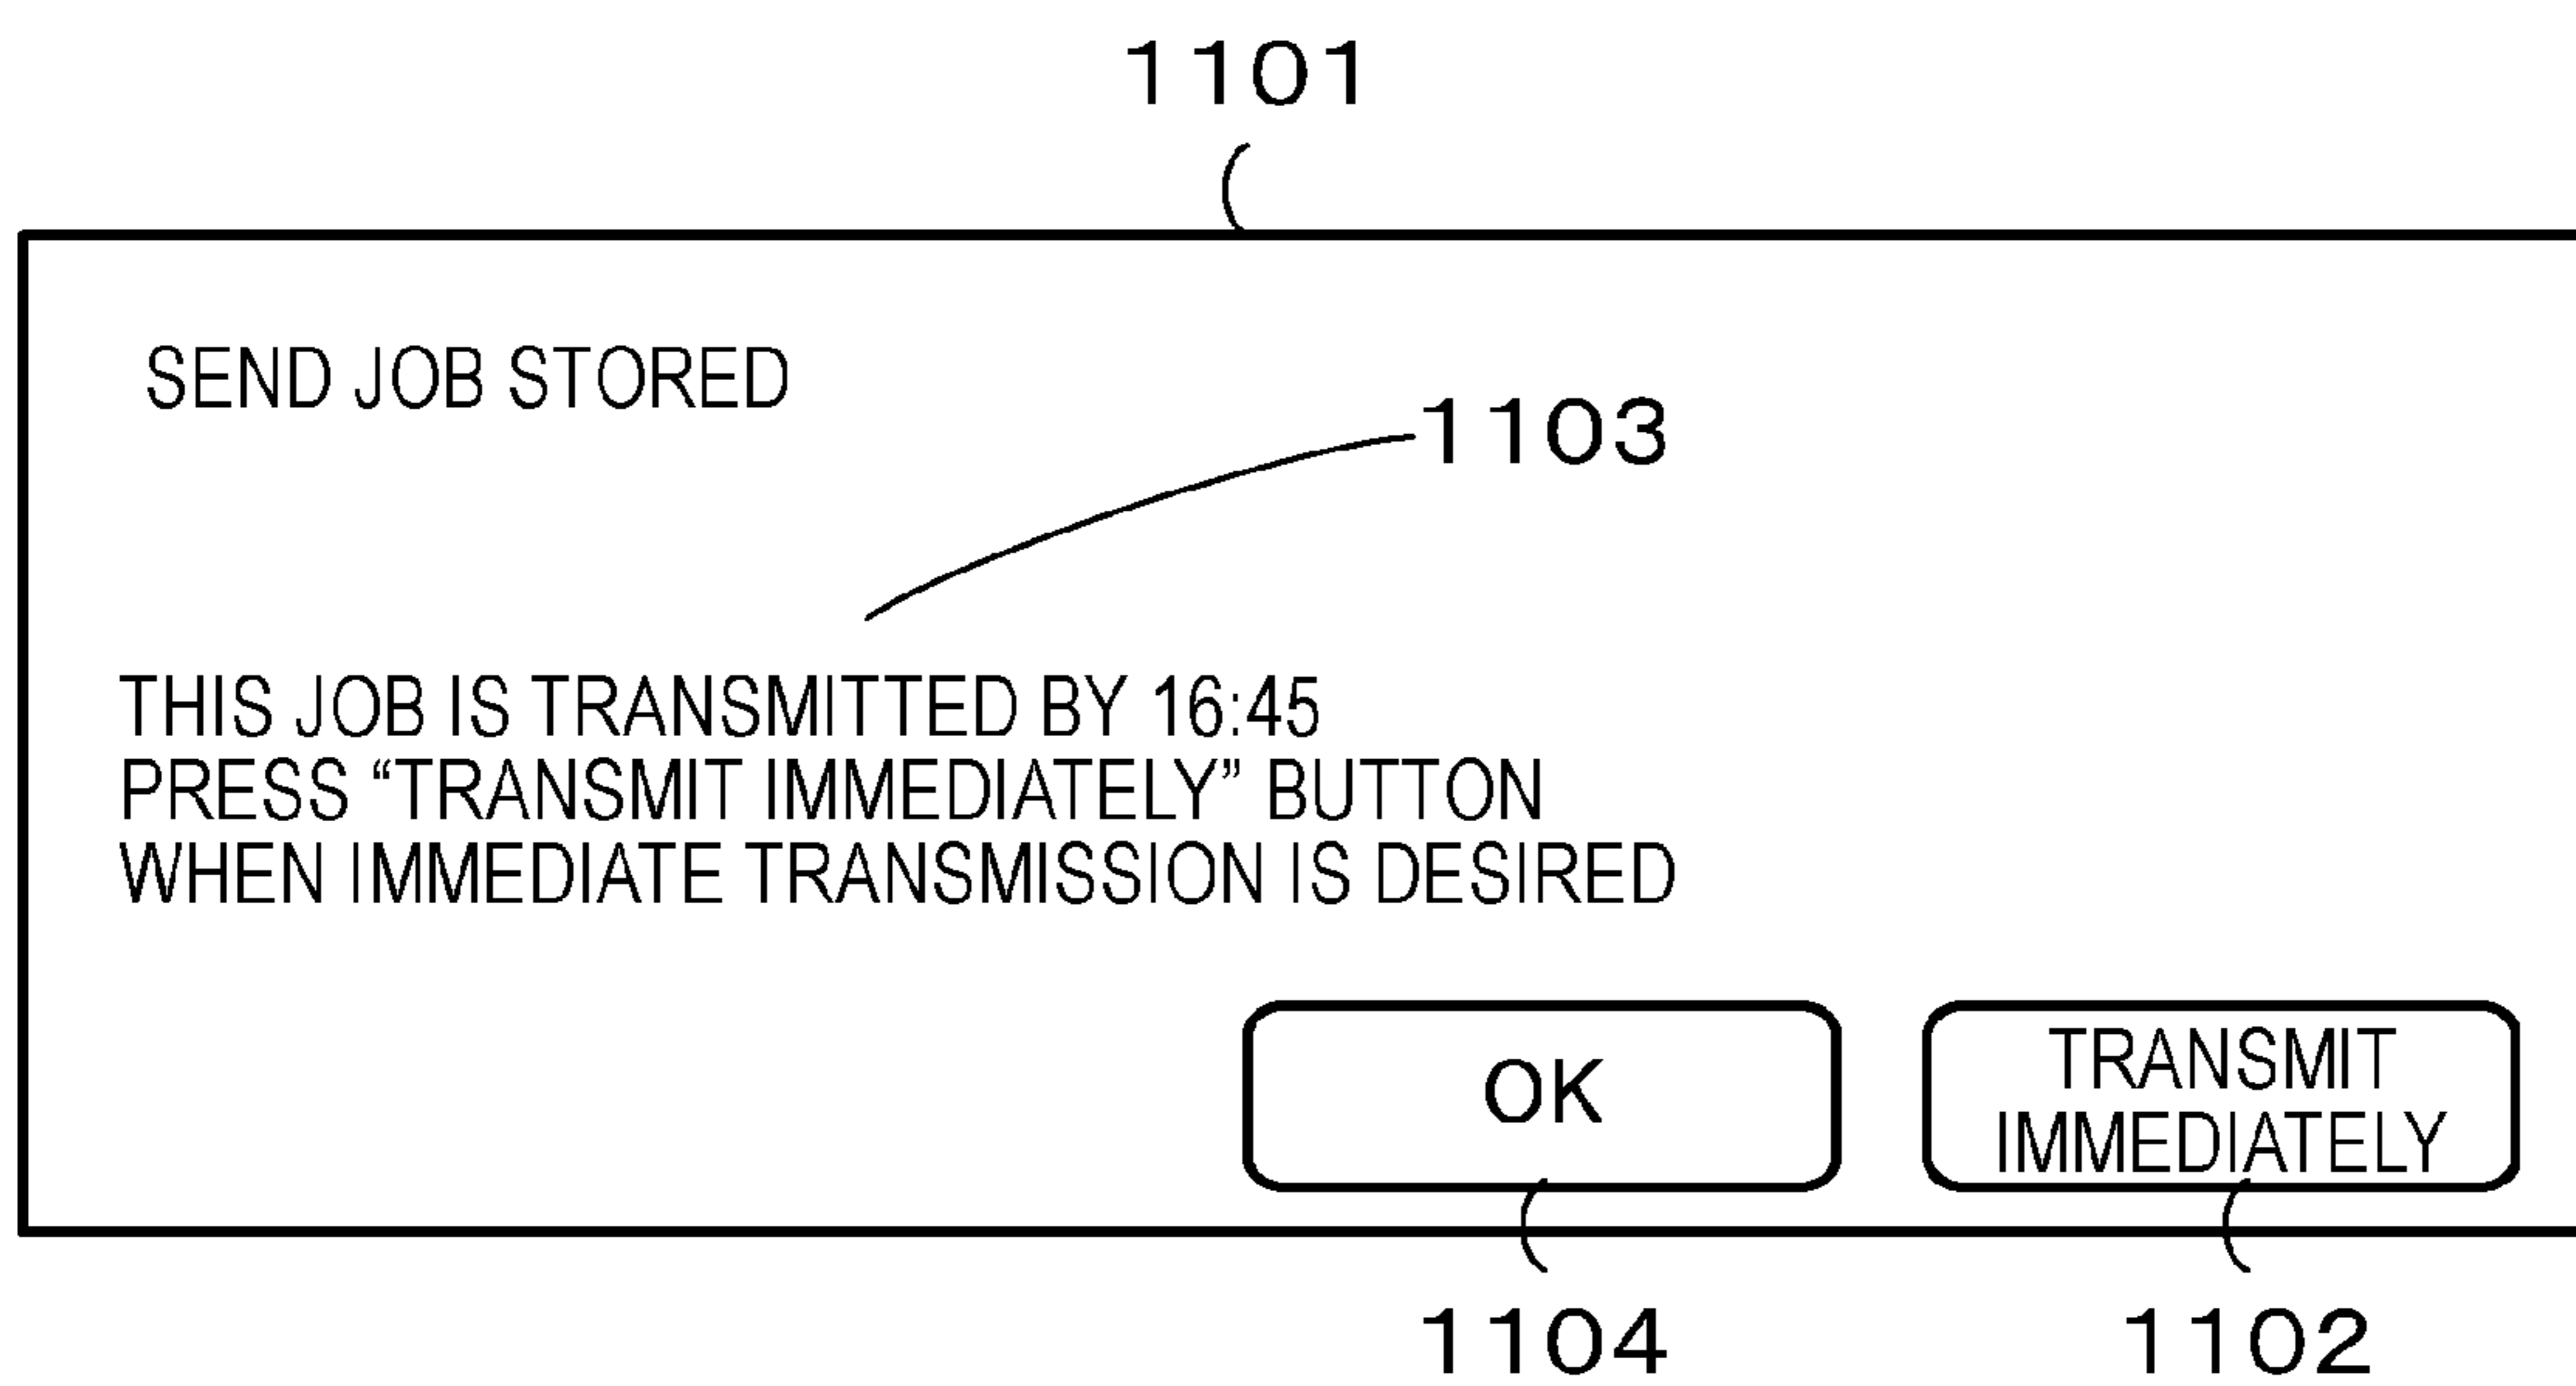 1101
SEND JOB STORED
1103
THIS JOB IS TRANSMITTED BY 16:45
PRESS “TRANSMIT IMMEDIATELY” BUTTON
WHEN IMMEDIATE TRANSMISSION IS DESIRED
OK
TRANSMIT
IMMEDIATELY
1104
1102